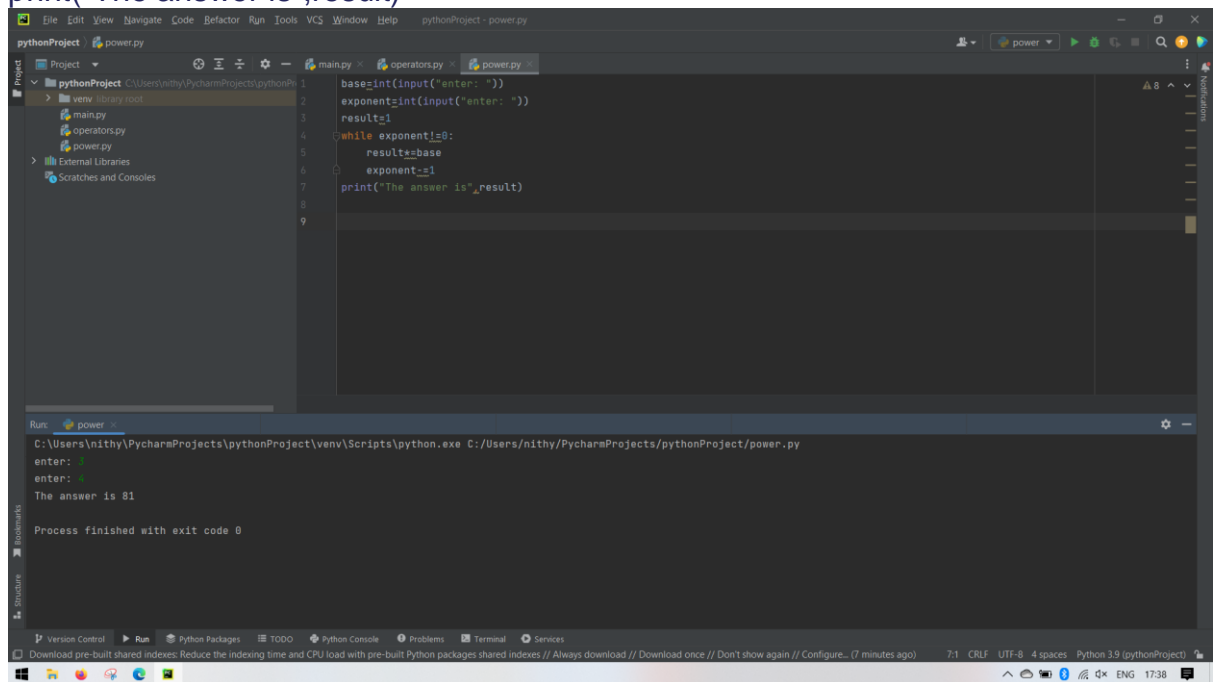 print("The answer is",result)
File Edit View Navigate Code Refactor Run Tools VCS Window Help pythonProject - power.py
pythonProject power.py
power
Project
main.py operators.py power.py
pythonProject C:\Users\nithy\PycharmProjects\pythonPr
venv library root
main.py
operators.py
power.py
External Libraries
Scratches and Consoles
1 base=int(input("enter: "))
2 exponent=int(input("enter: "))
3 result=1
4 while exponent!=0:
5 result*=base
6 exponent-=1
7 print("The answer is",result)
8
9
8
Project
Notifications
Run: power
C:\Users\nithy\PycharmProjects\pythonProject\venv\Scripts\python.exe C:/Users/nithy/PycharmProjects/pythonProject/power.py
enter: 3
enter: 4
The answer is 81
Process finished with exit code 0
Bookmarks
Structure
Version Control Run Python Packages TODO Python Console Problems Terminal Services
Download pre-built shared indexes: Reduce the indexing time and CPU load with pre-built Python packages shared indexes // Always download // Download once // Don't show again // Configure... (7 minutes ago) 7:1 CRLF UTF-8 4 spaces Python 3.9 (pythonProject)
ENG 17:38